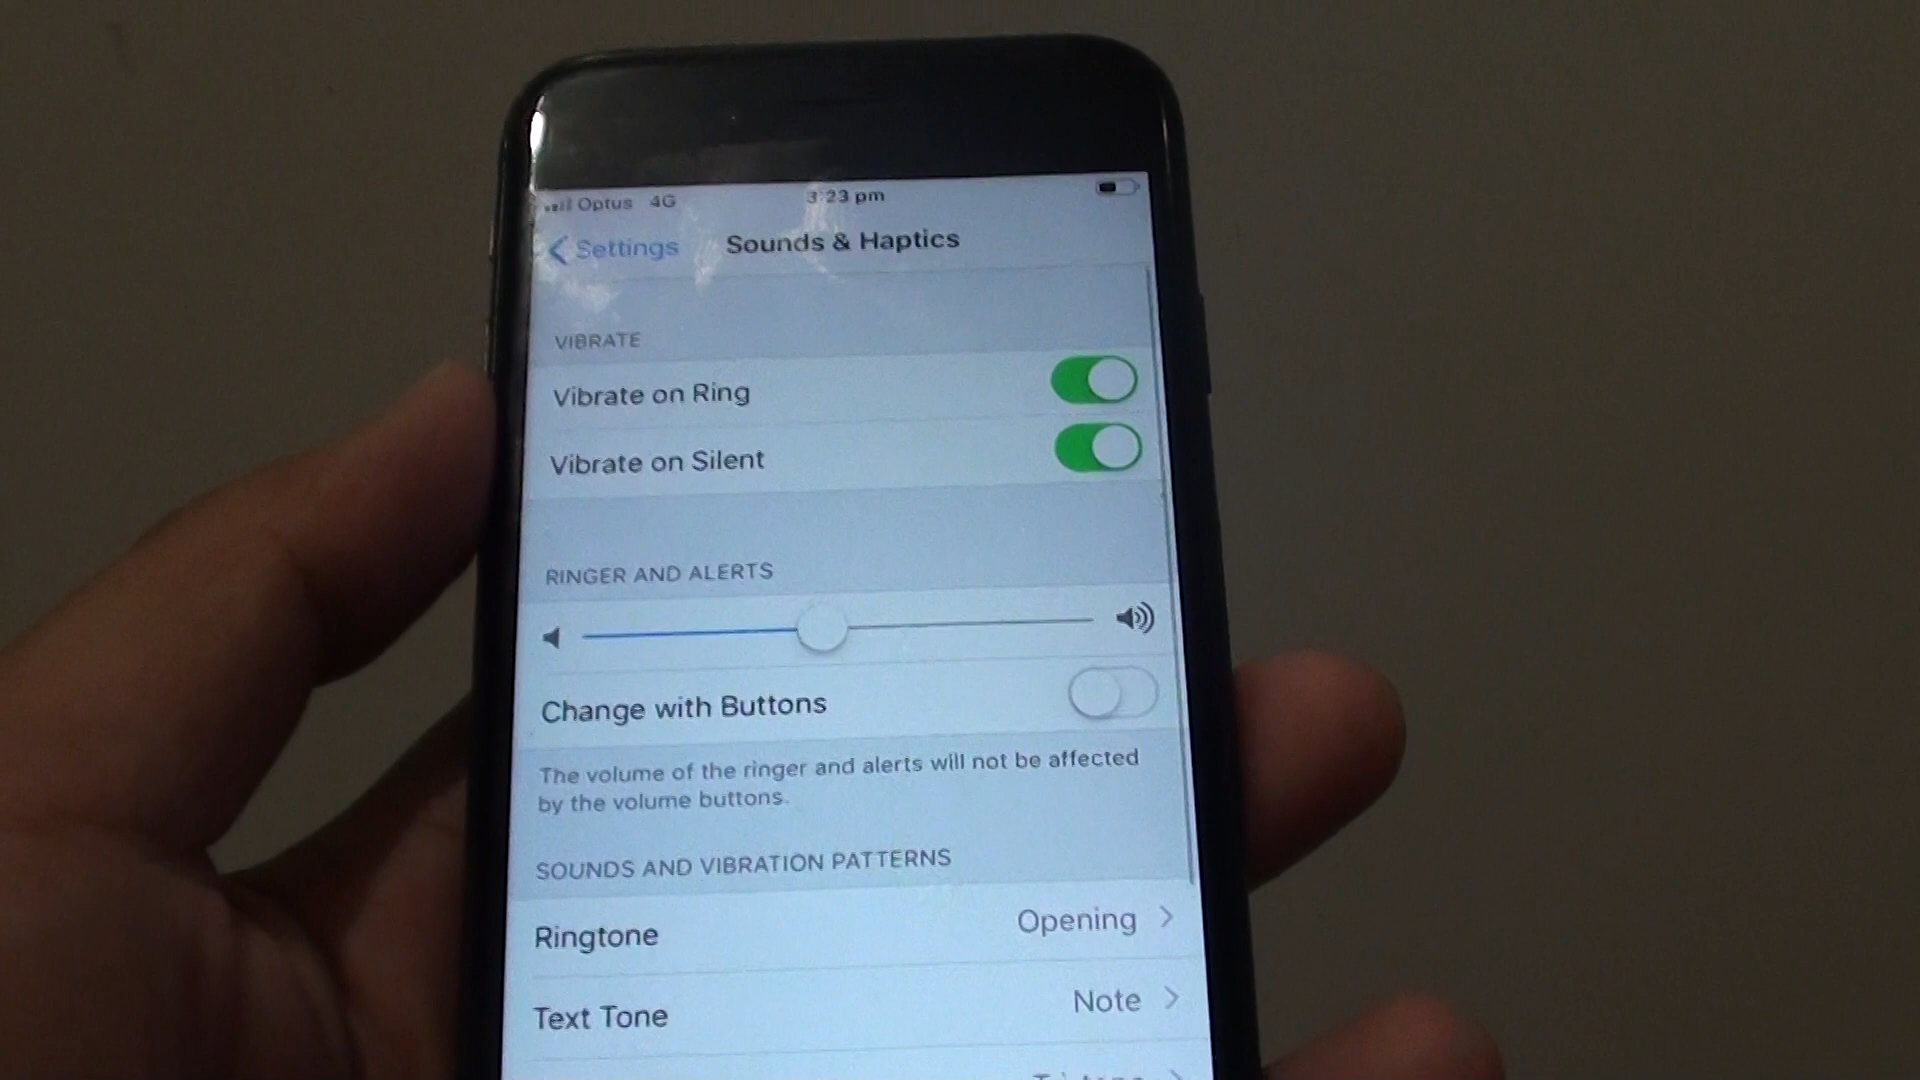 Optus 4G 3:23 pm
Settings Sounds & Haptics
VIBRATE
Vibrate on Ring
Vibrate on Silent
RINGER AND ALERTS
Change with Buttons
The volume of the ringer and alerts will not be affected
by the volume buttons.
SOUNDS AND VIBRATION PATTERNS
Ringtone Opening
Text Tone Note